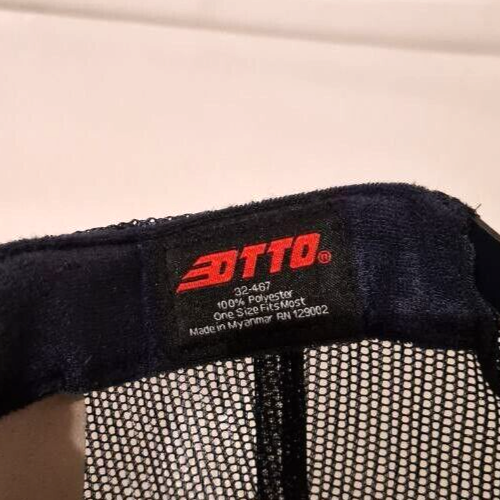 OTTO®
32-467
100% Polyester
One Size Fits Most
Made in Myanmar RN 129002